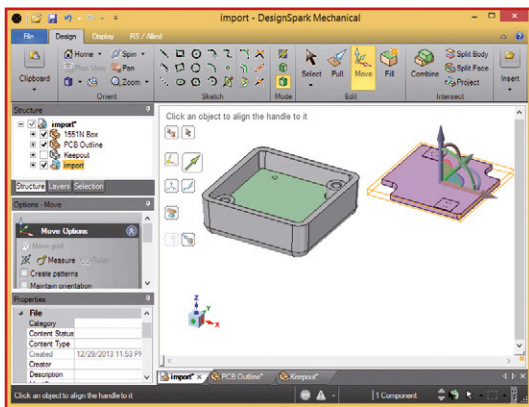 import - DesignSpark Mechanical
File Design Display RS / Allied
Clipboard
Home Spin
Plan View Pan
Zoom
Orient
Sketch
Mode
Select Pull Move Fill
Edit
Combine
Split Body
Split Face
Project
Intersect
Insert
Structure
import*
1551N Box
PCB Outline
Keepout
import
Structure Layers Selection
Options - Move
Move Options
Move grid
Measure Ruler
Create patterns
Maintain orientation
Properties
File
Category
Content Status
Content Type
Created 12/29/2013 11:53 P
Creator
Description
Click an object to align the handle to it
Z
Y
X
import* PCB Outline* Keepout*
Click an object to align the handle to it
1 Component